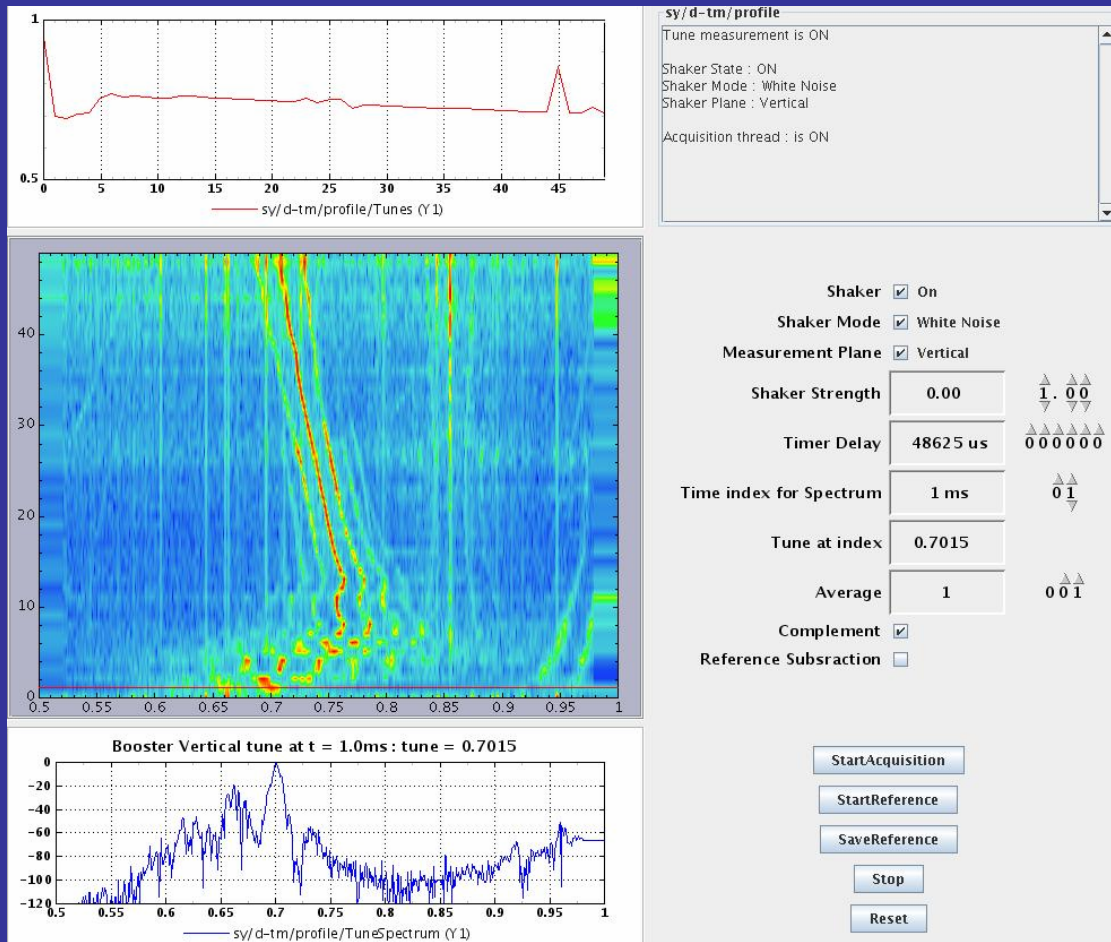 1
0.5
0 5 10 15 20 25 30 35 40 45
sy/d-tm/profile/Tunes (Y1)
sy/d-tm/profile
Tune measurement is ON
Shaker State : ON
Shaker Mode : White Noise
Shaker Plane : Vertical
Acquisition thread : is ON
40
30
20
10
0
0.5 0.55 0.6 0.65 0.7 0.75 0.8 0.85 0.9 0.95 1
Shaker On
Shaker Mode White Noise
Measurement Plane Vertical
Shaker Strength 0.00 1.00
Timer Delay 48625 us 000000
Time index for Spectrum 1 ms 01
Tune at index 0.7015
Average 1 001
Complement
Reference Subsraction
Booster Vertical tune at t = 1.0ms : tune = 0.7015
0
-20
-40
-60
-80
-100
-120
0.5 0.55 0.6 0.65 0.7 0.75 0.8 0.85 0.9 0.95 1
sy/d-tm/profile/TuneSpectrum (Y1)
StartAcquisition
StartReference
SaveReference
Stop
Reset